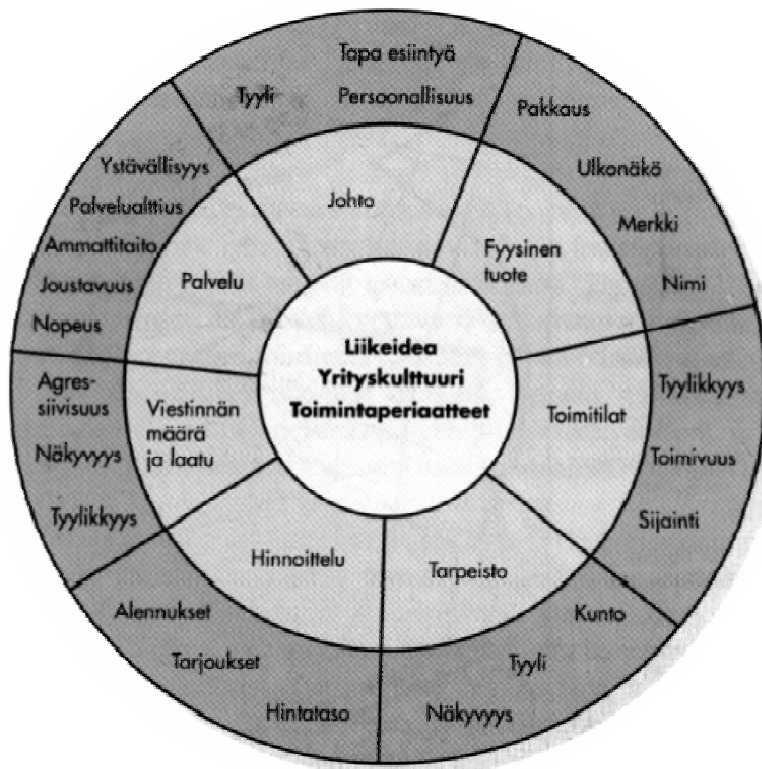 Tapa esiintyä
Tyyli
Persoonallisuus
Johto
Pakkaus
Ulkonäkö
Merkki
Nimi
Fyysinen
tuote
Tyylikkyys
Toimivuus
Sijainti
Toimitilat
Kunto
Tyyli
Näkyvyys
Tarpeisto
Alennukset
Tarjoukset
Hintataso
Hinnoittelu
Agres-
siivisuus
Näkyvyys
Tyylikkyys
Viestinnän
määrä
ja laatu
Ystävällisyys
Palvelualttius
Ammattitaito
Joustavuus
Nopeus
Palvelu
Liikeidea
Yrityskulttuuri
Toimintaperiaatteet